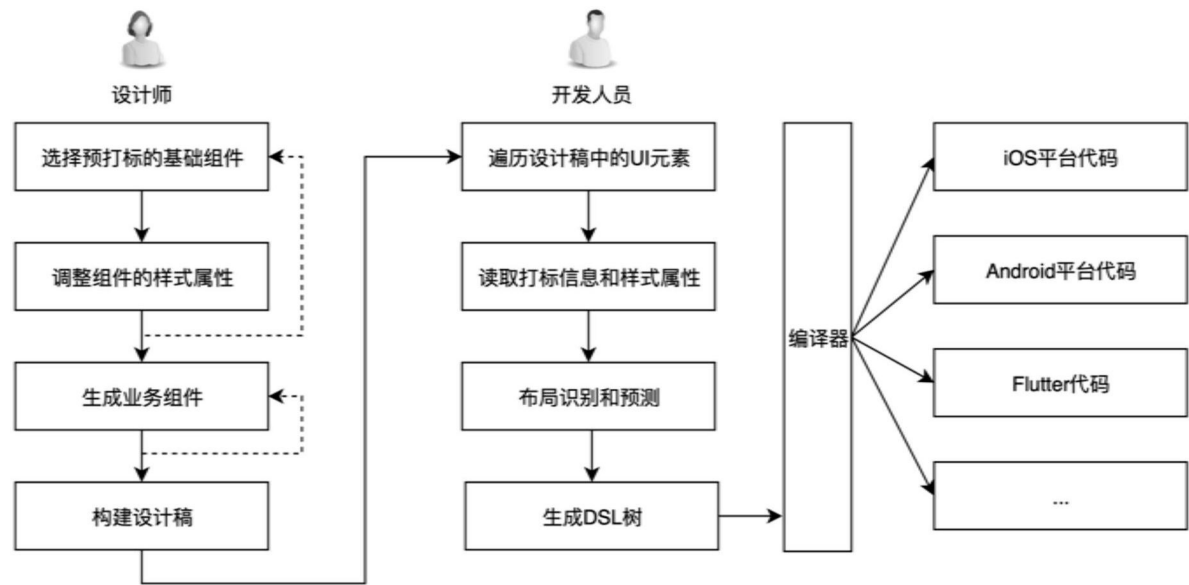 设计师
选择预打标的基础组件
调整组件的样式属性
生成业务组件
构建设计稿
开发人员
遍历设计稿中的UI元素
读取打标信息和样式属性
布局识别和预测
生成DSL树
编译器
iOS平台代码
Android平台代码
Flutter代码
...